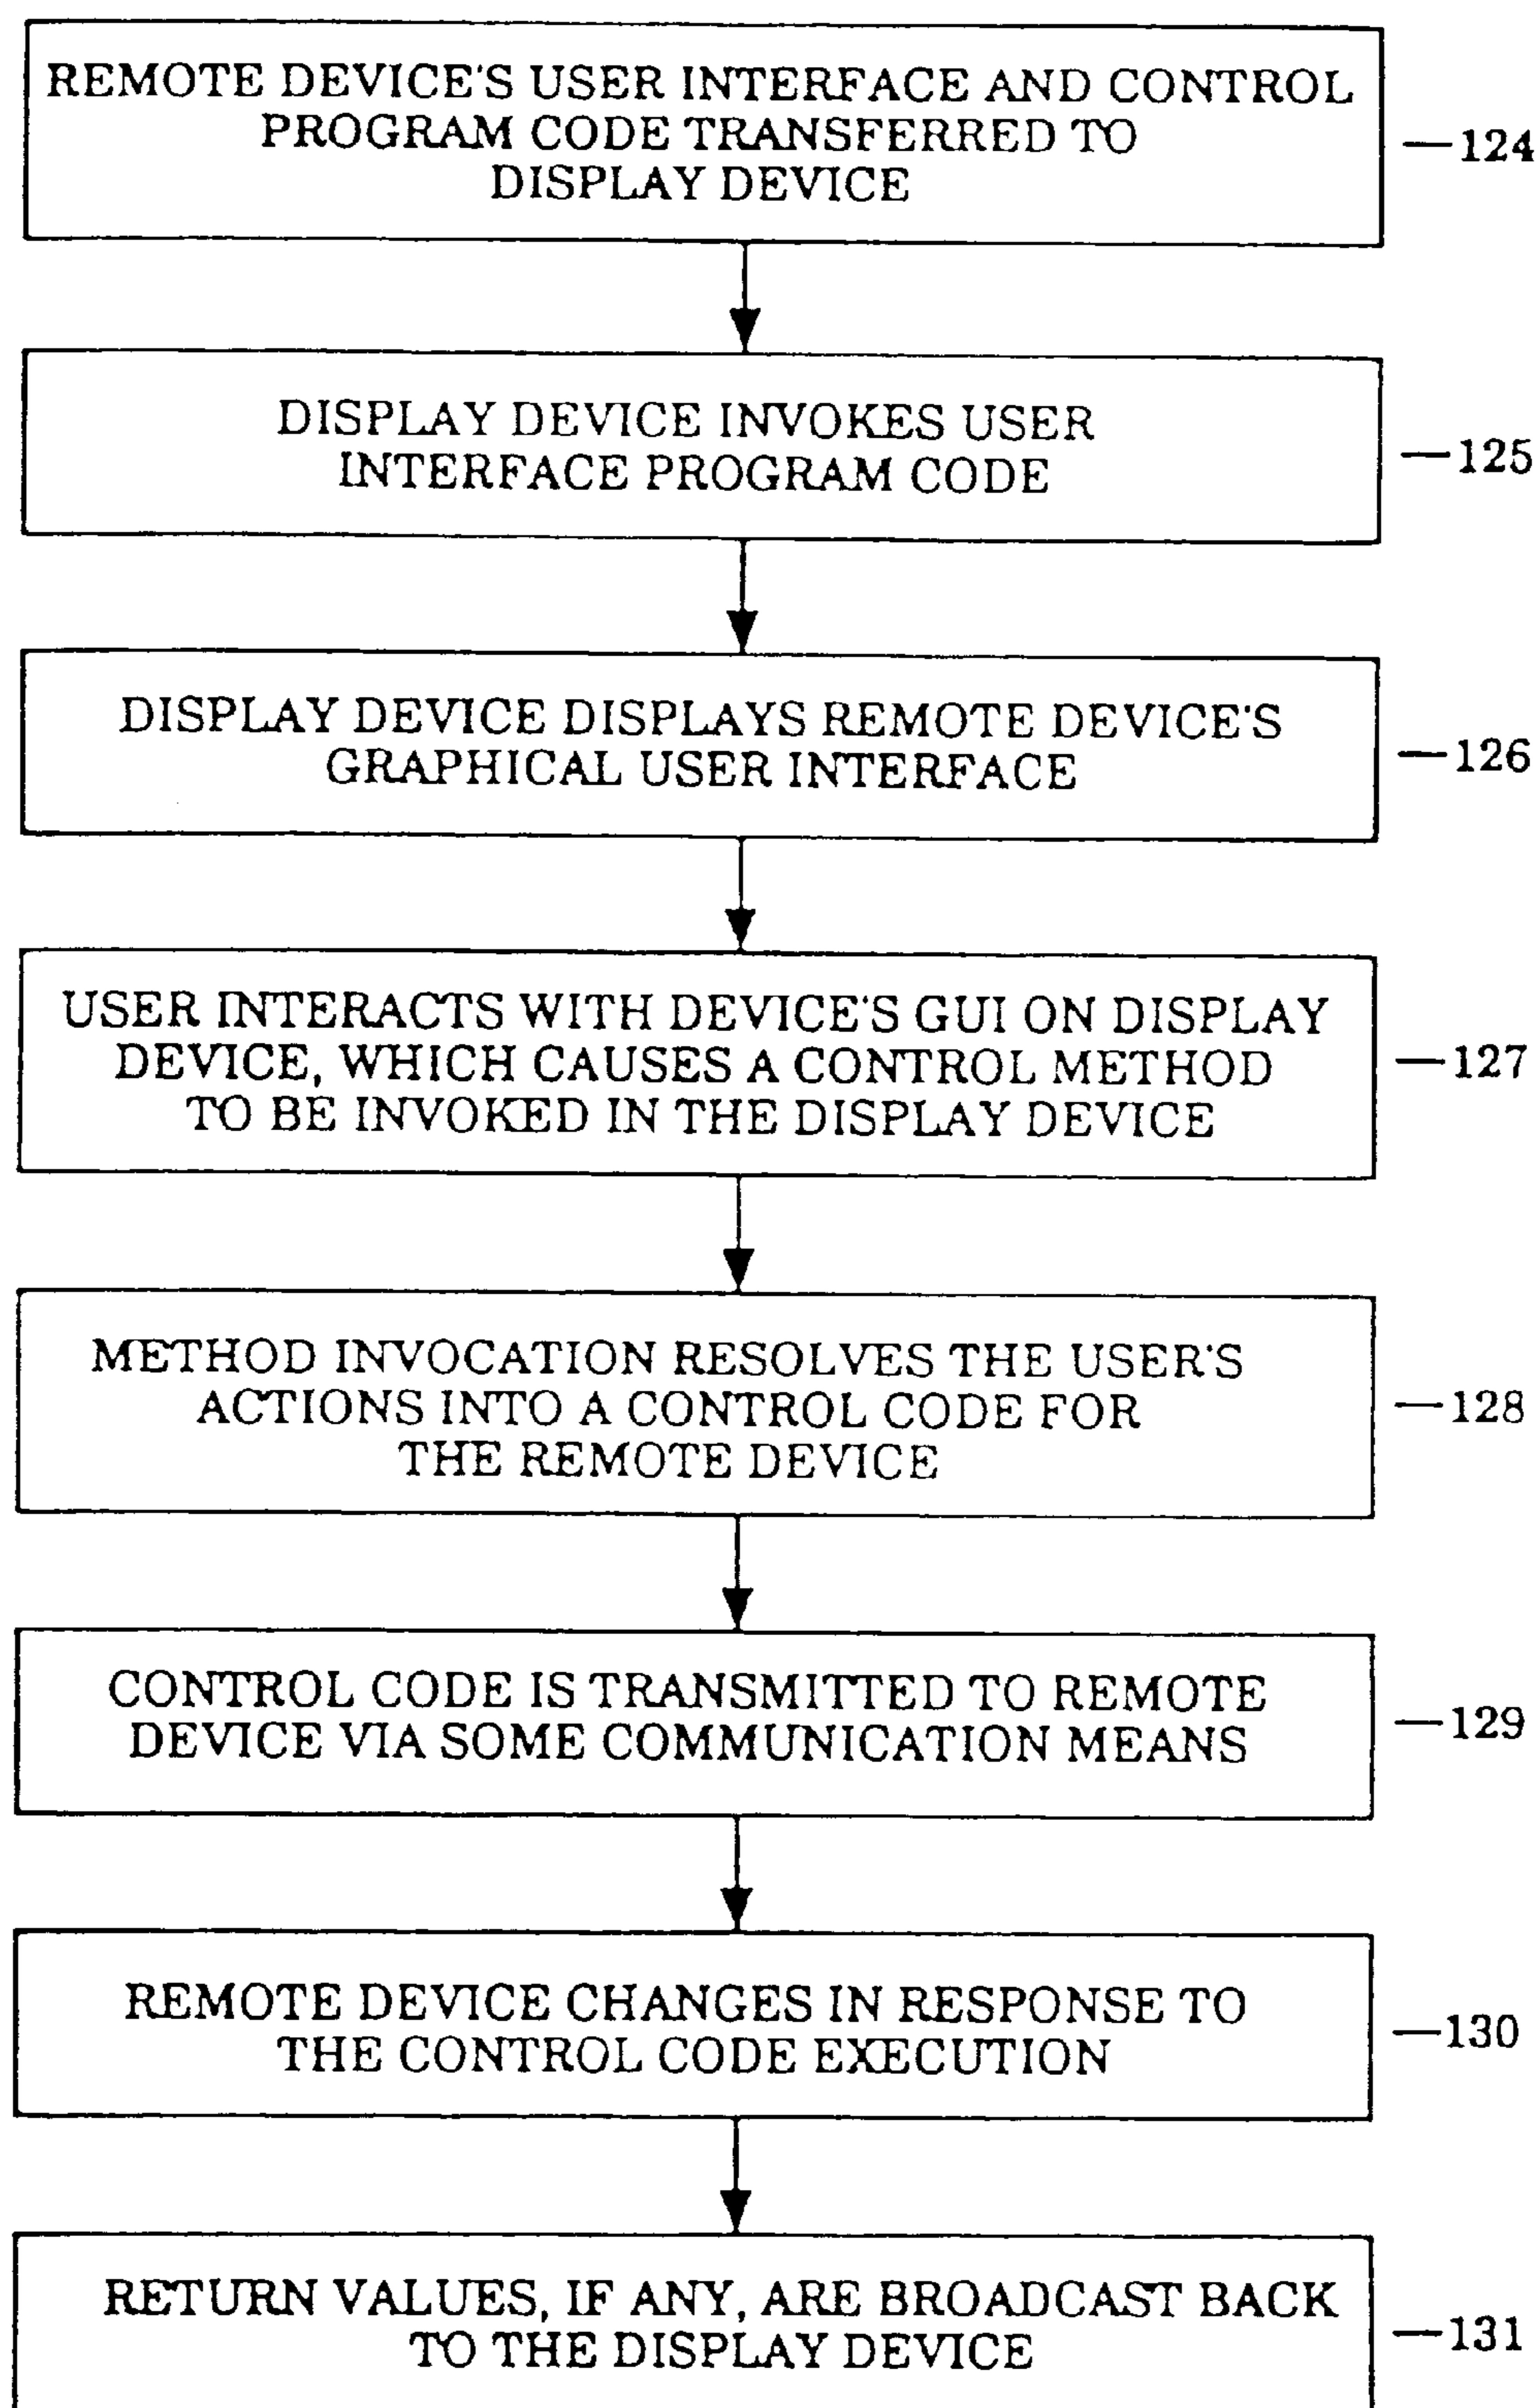 REMOTE DEVICE'S USER INTERFACE AND CONTROL
PROGRAM CODE TRANSFERRED TO
DISPLAY DEVICE
124
DISPLAY DEVICE INVOKES USER
INTERFACE PROGRAM CODE
125
DISPLAY DEVICE DISPLAYS REMOTE DEVICE'S
GRAPHICAL USER INTERFACE
126
USER INTERACTS WITH DEVICE'S GUI ON DISPLAY
DEVICE, WHICH CAUSES A CONTROL METHOD
TO BE INVOKED IN THE DISPLAY DEVICE
127
METHOD INVOCATION RESOLVES THE USER'S
ACTIONS INTO A CONTROL CODE FOR
THE REMOTE DEVICE
128
CONTROL CODE IS TRANSMITTED TO REMOTE
DEVICE VIA SOME COMMUNICATION MEANS
129
REMOTE DEVICE CHANGES IN RESPONSE TO
THE CONTROL CODE EXECUTION
130
RETURN VALUES, IF ANY, ARE BROADCAST BACK
TO THE DISPLAY DEVICE
131